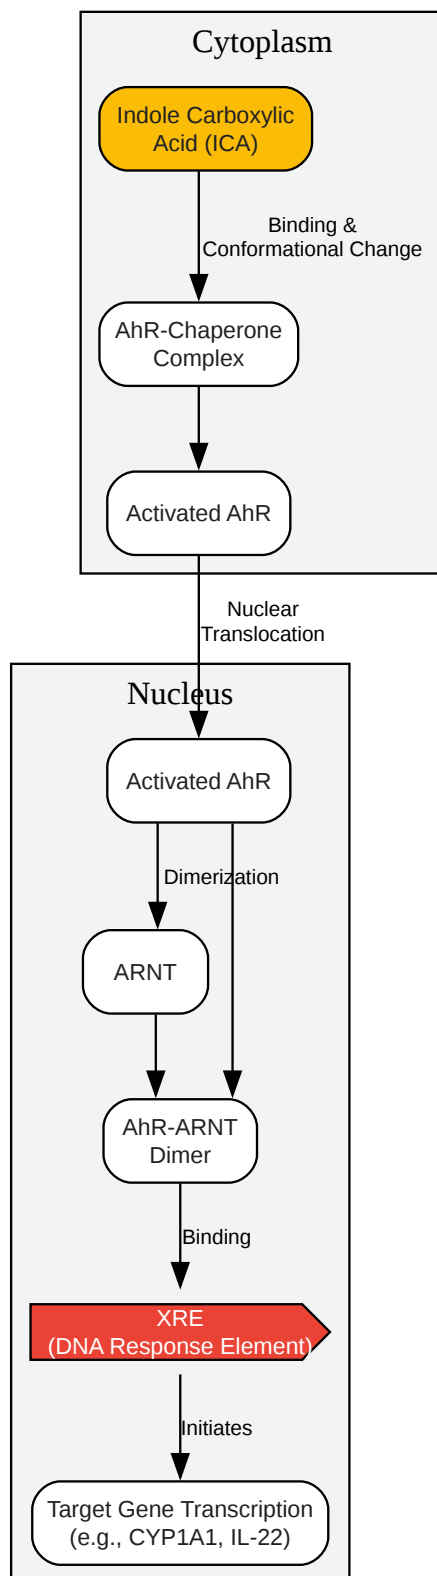 Cytoplasm
Indole Carboxylic
Acid (ICA)
Binding &
Conformational Change
AhR-Chaperone
Complex
Activated AhR
Nuclear
Translocation
Nucleus
Activated AhR
Dimerization
ARNT
AhR-ARNT
Dimer
Binding
XRE
(DNA Response Element)
Initiates
Target Gene Transcription
(e.g., CYP1A1, IL-22)